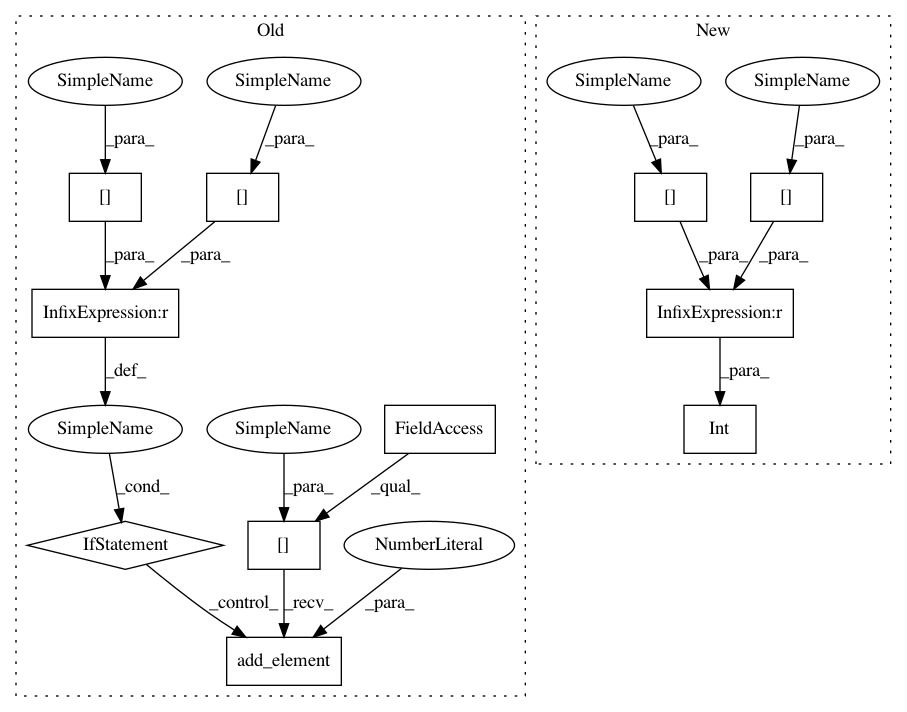 Old
New
SimpleName
SimpleName
SimpleName
SimpleName
_para_
_para_
_para_
_para_
[]
[]
[]
[]
_para_
_para_
_para_
_para_
InfixExpression:r
InfixExpression:r
_def_
_para_
SimpleName
SimpleName
FieldAccess
Int
_cond_
_para_
_qual_
IfStatement
[]
NumberLiteral
_control_
_recv_
_para_
add_element